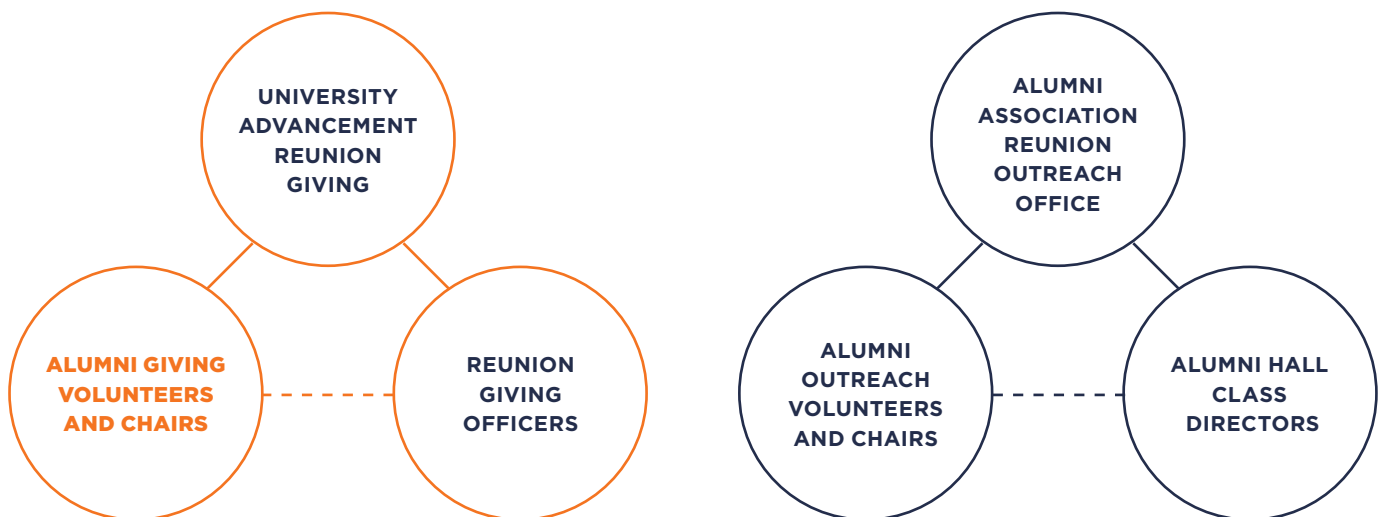 UNIVERSITY
ADVANCEMENT
REUNION
GIVING
ALUMNI GIVING
VOLUNTEERS
AND CHAIRS
REUNION
GIVING
OFFICERS
ALUMNI
ASSOCIATION
REUNION
OUTREACH
OFFICE
ALUMNI
OUTREACH
VOLUNTEERS
AND CHAIRS
ALUMNI HALL
CLASS
DIRECTORS